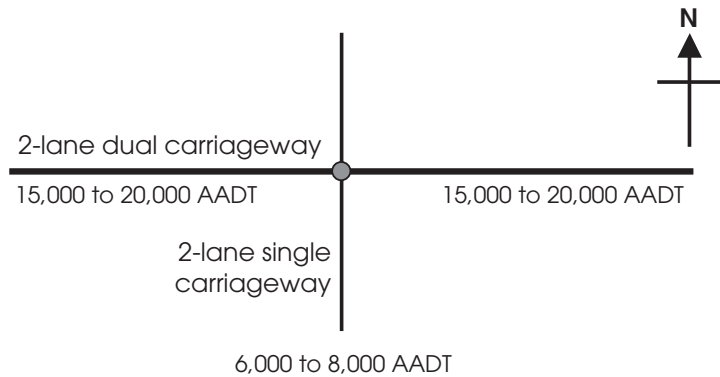 N
2-lane dual carriageway
15,000 to 20,000 AADT
15,000 to 20,000 AADT
2-lane single
carriageway
6,000 to 8,000 AADT